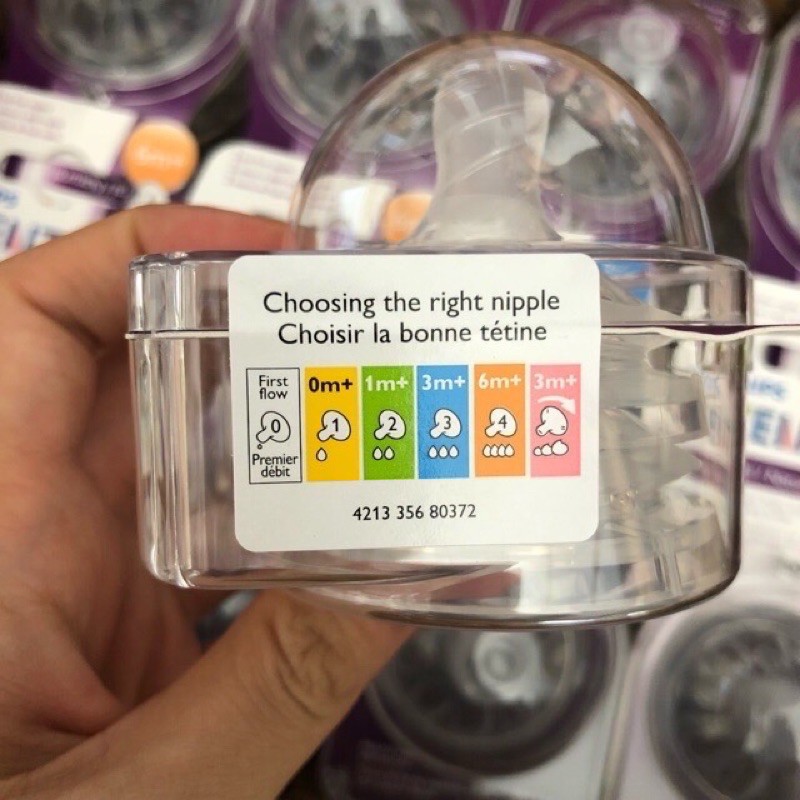 Choosing the right nipple
Choisir la bonne tétine
First
flow
0
Premier
débit
0m+
1
1m+
2
3m+
3
6m+
4
3m+
4213 356 80372